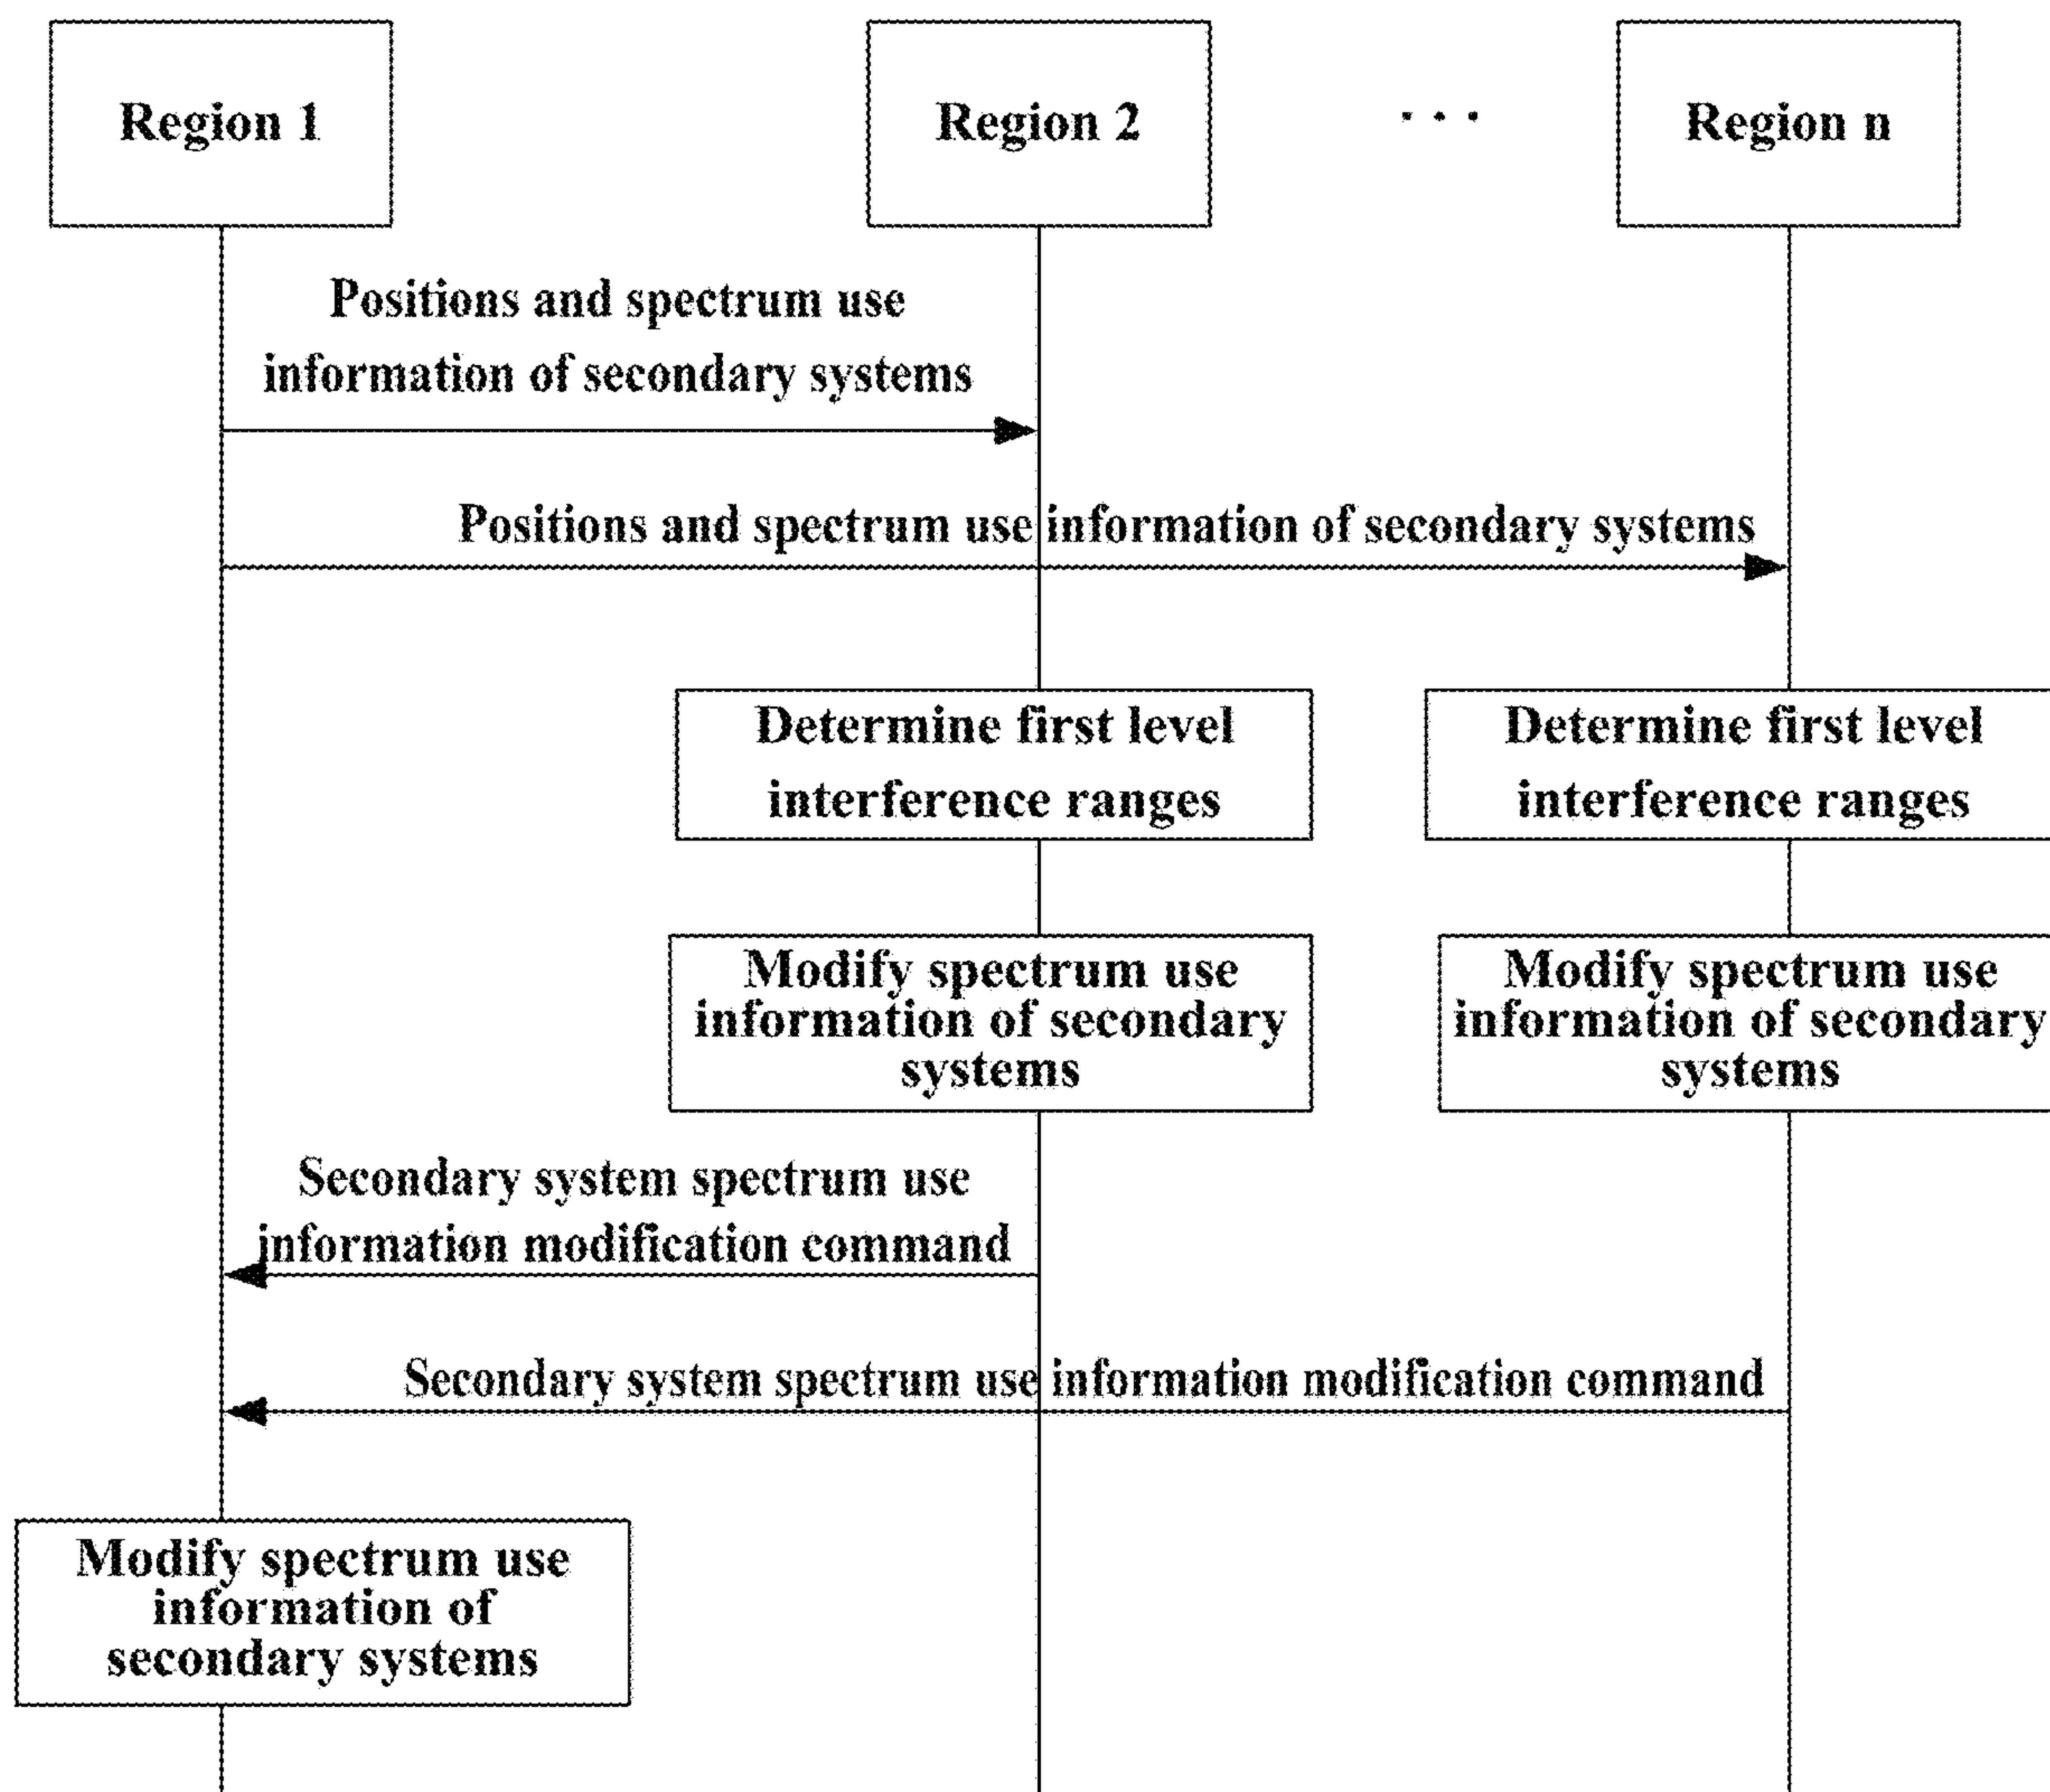 Region 1
Region 2
. . .
Region n
Positions and spectrum use
information of secondary systems
Positions and spectrum use information of secondary systems
Determine first level
interference ranges
Determine first level
interference ranges
Modify spectrum use
information of secondary
systems
Modify spectrum use
information of secondary
systems
Secondary system spectrum use
information modification command
Secondary system spectrum use information modification command
Modify spectrum use
information of
secondary systems